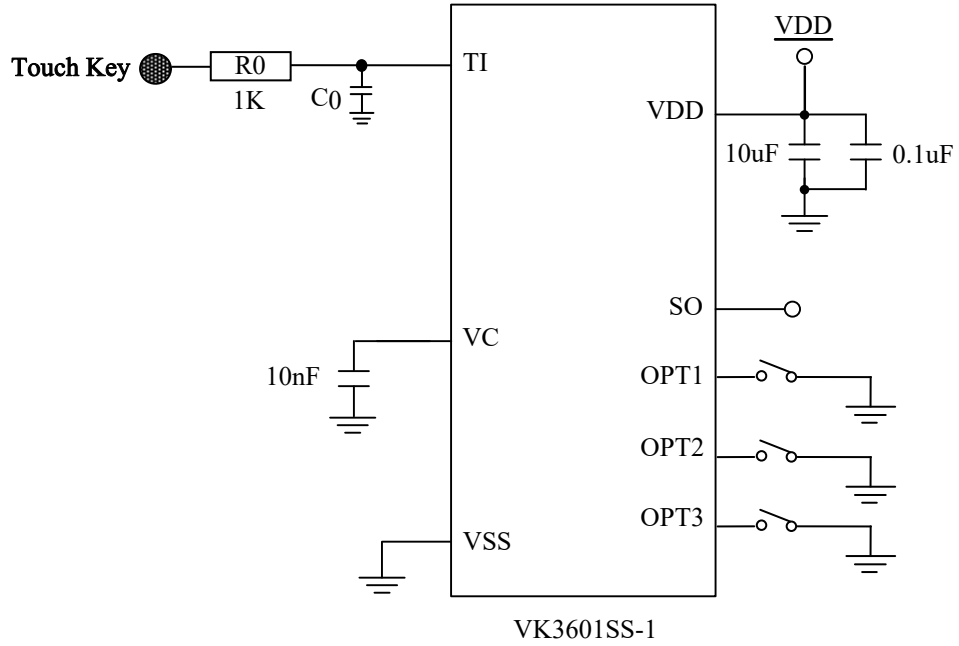 VDD
Touch Key
R0
1K
C0
TI
VDD
10uF
0.1uF
SO
VC
10nF
OPT1
OPT2
OPT3
VSS
VK3601SS-1